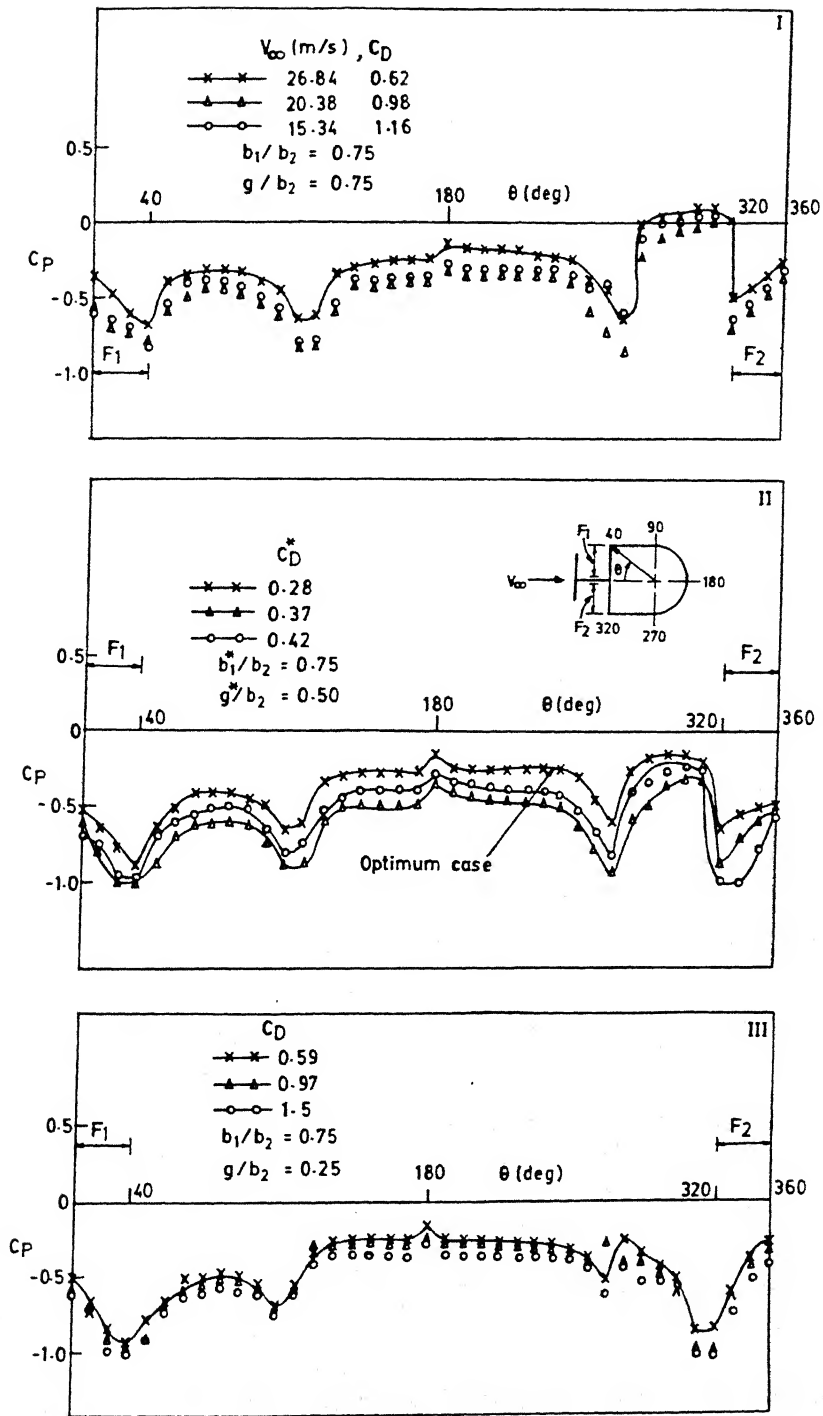 I
V∞ (m/s) , CD
26.84 0.62
20.38 0.98
15.34 1.16
b1/b2 = 0.75
g/b2 = 0.75
0.5
40
180
θ (deg)
320
360
0
CP
-0.5
F1
F2
-1.0
II
C*D
0.28
0.37
0.42
b*1/b2 = 0.75
g*/b2 = 0.50
V∞
F1
F2
40
90
θ
180
320
270
0.5
F1
F2
40
180
θ (deg)
320
360
0
CP
-0.5
Optimum case
-1.0
III
CD
0.59
0.97
1.5
b1/b2 = 0.75
g/b2 = 0.25
0.5
F1
F2
40
180
θ (deg)
320
360
0
CP
-0.5
-1.0